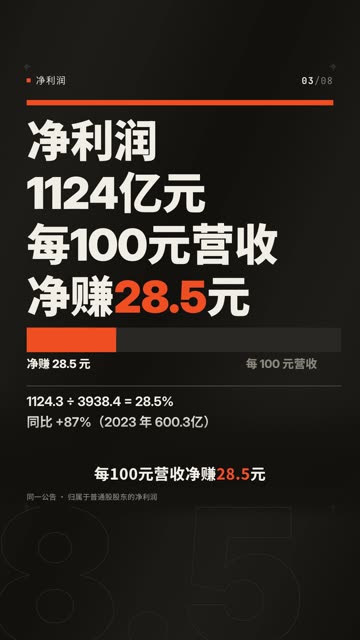 净利润
03/08
净利润
1124亿元
每100元营收
净赚28.5元
净赚 28.5 元
每 100 元营收
1124.3 ÷ 3938.4 = 28.5%
同比 +87%（2023 年 600.3亿）
每100元营收净赚28.5元
同一公告 · 归属于普通股股东的净利润
8.5